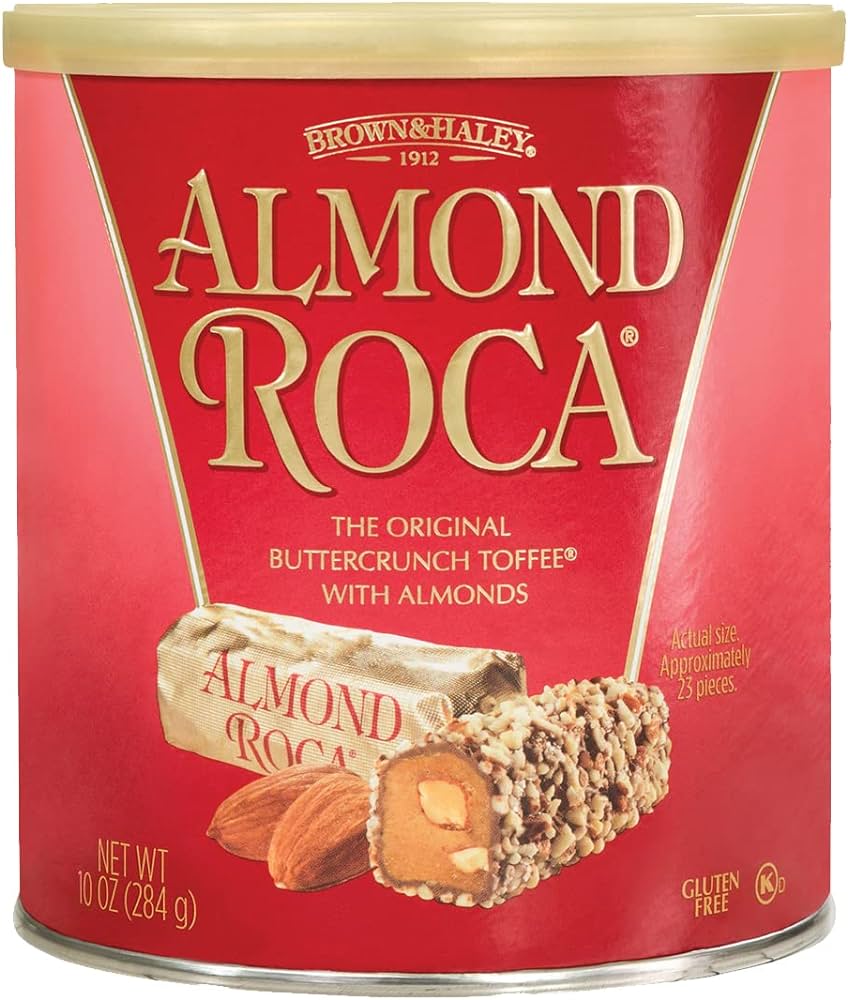 BROWN&HALEY®
1912
ALMOND
ROCA®
THE ORIGINAL
BUTTERCRUNCH TOFFEE®
WITH ALMONDS
Actual size.
Approximately
23 pieces.
ALMOND
ROCA®
NET WT
10 OZ (284 g)
GLUTEN
FREE
K D